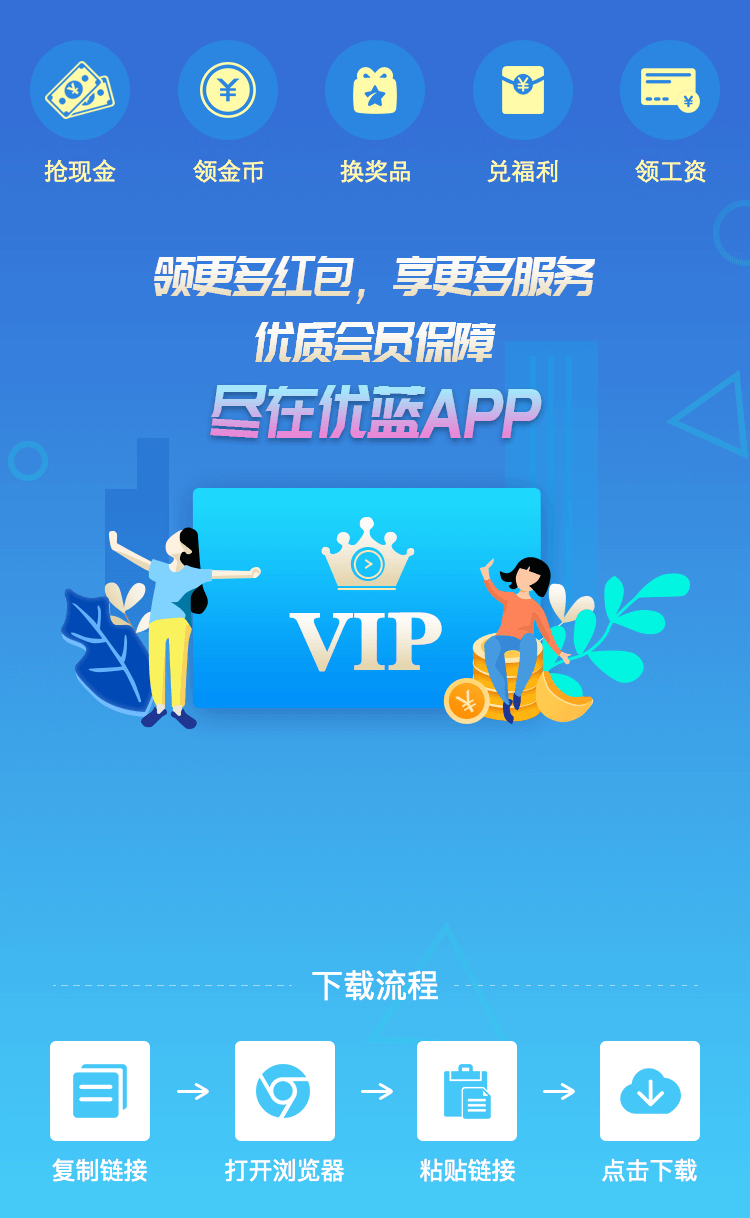 抢现金 领金币 换奖品 兑福利 领工资
领更多红包，享更多服务
优质会员保障
尽在优蓝APP
VIP
下载流程
复制链接 打开浏览器 粘贴链接 点击下载